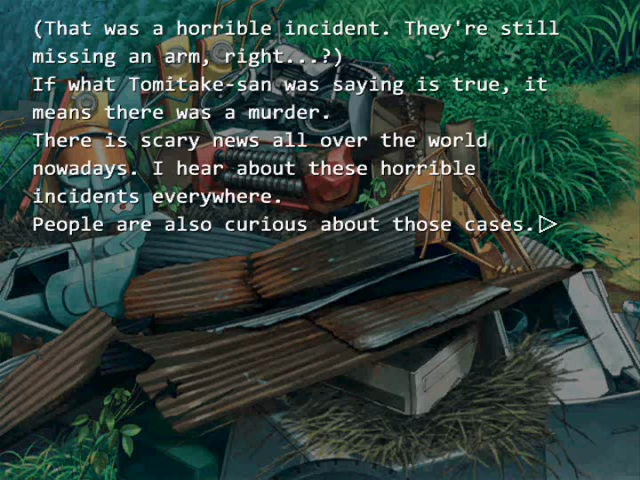 (That was a horrible incident. They're still
missing an arm, right...?)
If what Tomitake-san was saying is true, it
means there was a murder.
There is scary news all over the world
nowadays. I hear about these horrible
incidents everywhere.
People are also curious about those cases.